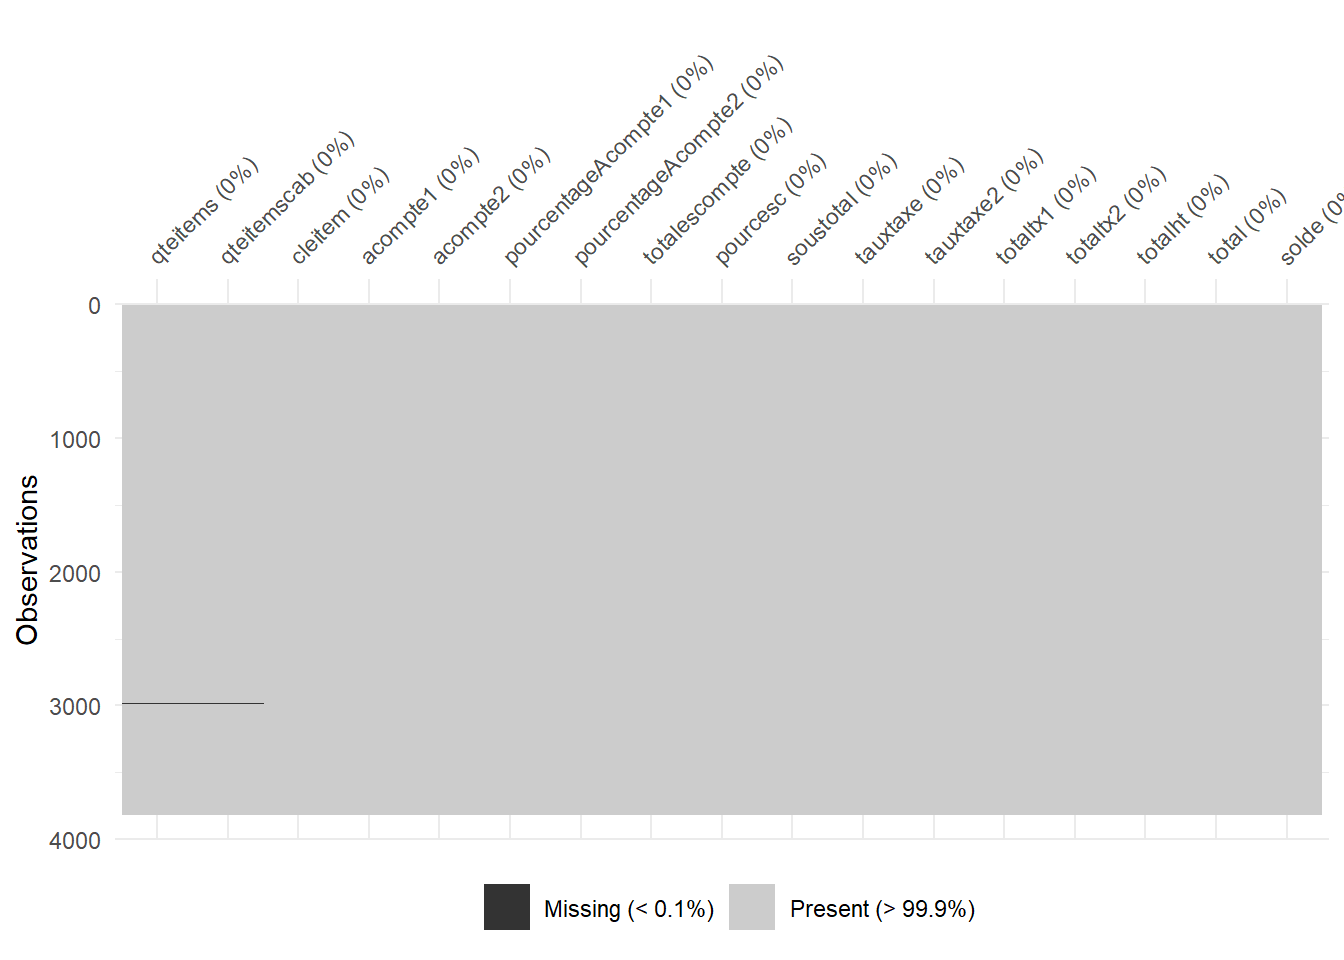 qteitems (0%)
qteitemscab (0%)
cleitem (0%)
acompte1 (0%)
acompte2 (0%)
pourcentageAcompte1 (0%)
pourcentageAcompte2 (0%)
totalescompte (0%)
pourcesc (0%)
soustotal (0%)
tauxtaxe (0%)
tauxtaxe2 (0%)
totaltx1 (0%)
totaltx2 (0%)
totalht (0%)
total (0%)
solde (0%
Observations
0
1000
2000
3000
4000
Missing (< 0.1%)
Present (> 99.9%)